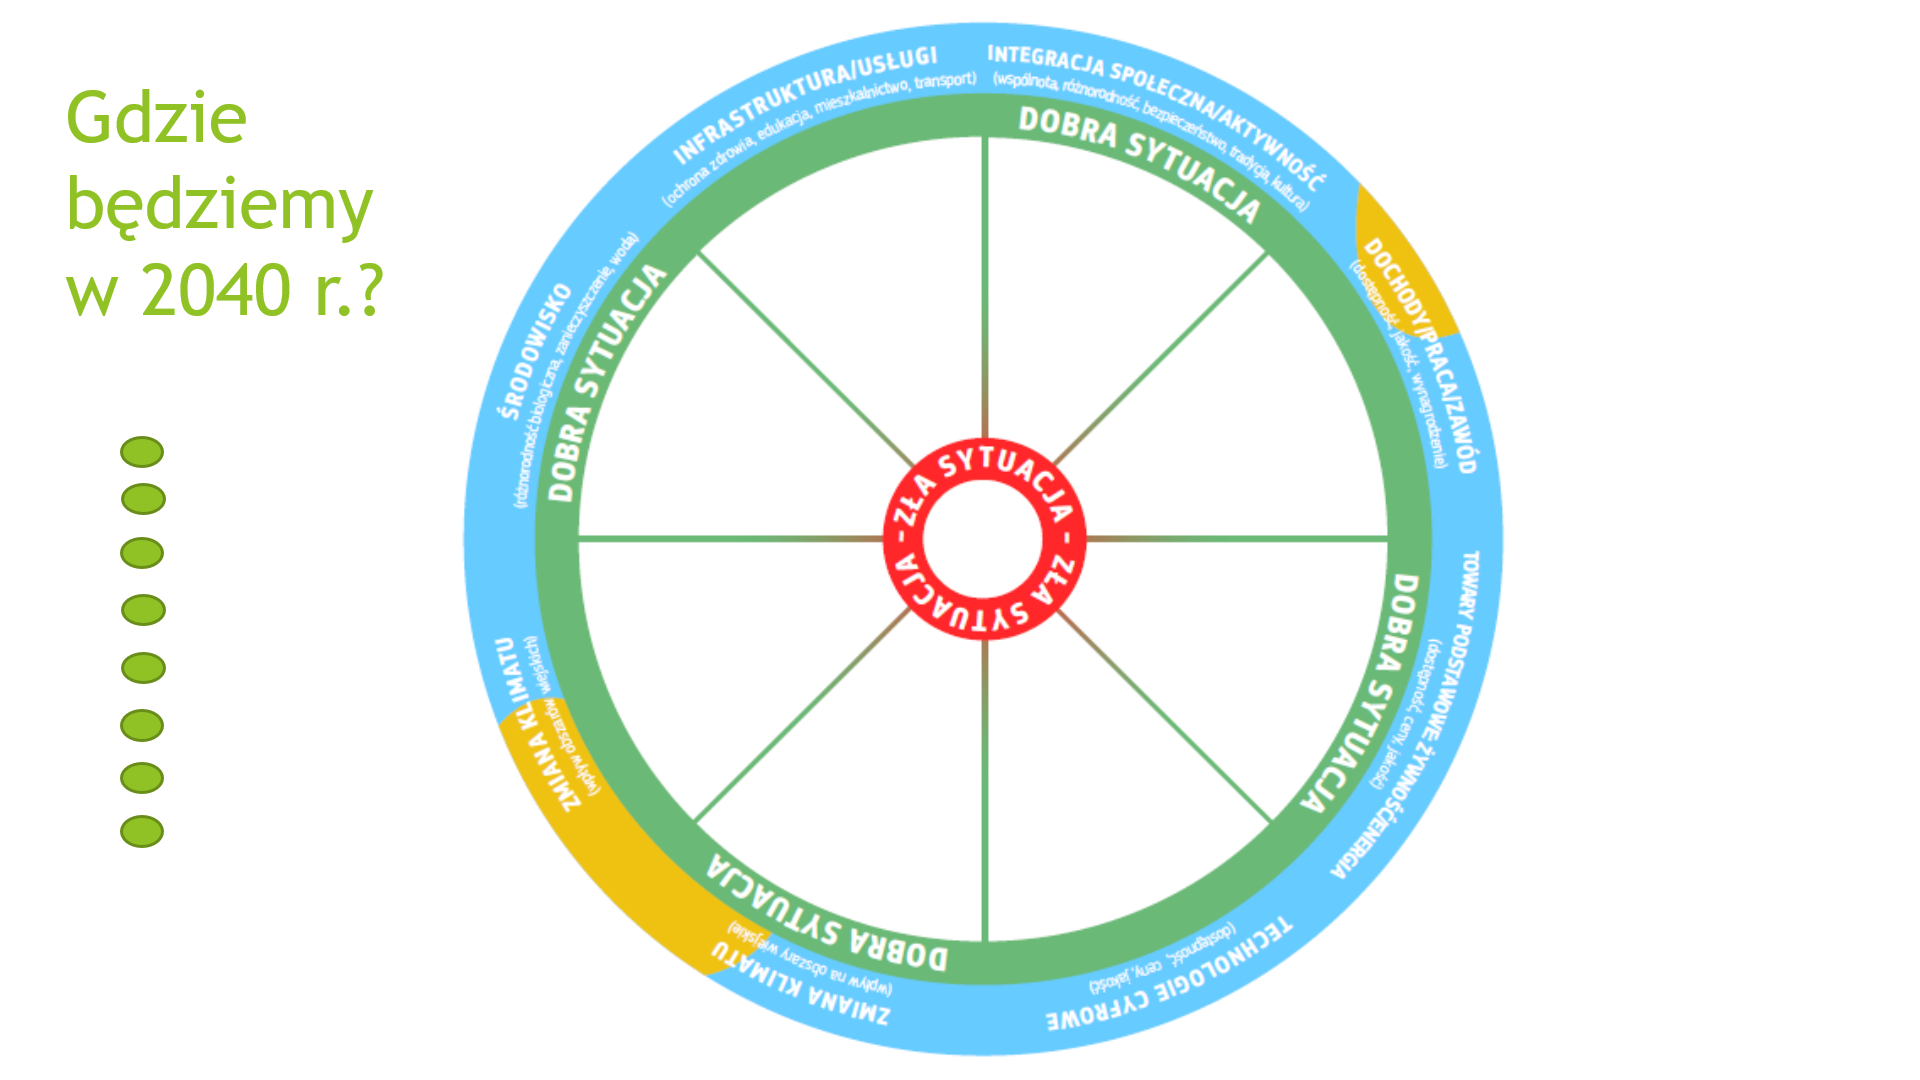 Gdzie
będziemy
w 2040 r.?
INFRASTRUKTURA/USŁUGI
(ochrona zdrowia, edukacja, mieszkalnictwo, transport)
INTEGRACJA SPOŁECZNA/AKTYWNOŚĆ
(wspólnota, różnorodność, bezpieczeństwo, tradycja, kultura)
DOCHODY/PRACA/ZAWÓD
(dostępność, jakość, wynagrodzenie)
TOWARY PODSTAWOWE: ŻYWNOŚĆ/ENERGIA
(dostępność, ceny, jakość)
TECHNOLOGIE CYFROWE
(dostępność, ceny, jakość)
ZMIANA KLIMATU
(wpływ na obszary wiejskie)
ZMIANA KLIMATU
(wpływ obszarów wiejskich)
ŚRODOWISKO
(różnorodność biologiczna, zanieczyszczenie, woda)
DOBRA SYTUACJA
DOBRA SYTUACJA
DOBRA SYTUACJA
DOBRA SYTUACJA
ZŁA SYTUACJA – ZŁA SYTUACJA –